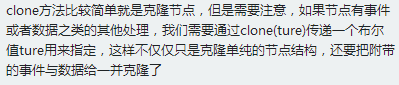 clone方法比较简单就是克隆节点，但是需要注意，如果节点有事件
或者数据之类的其他处理，我们需要通过clone(ture)传递一个布尔
值ture用来指定，这样不仅仅只是克隆单纯的节点结构，还要把附带
的事件与数据给一并克隆了